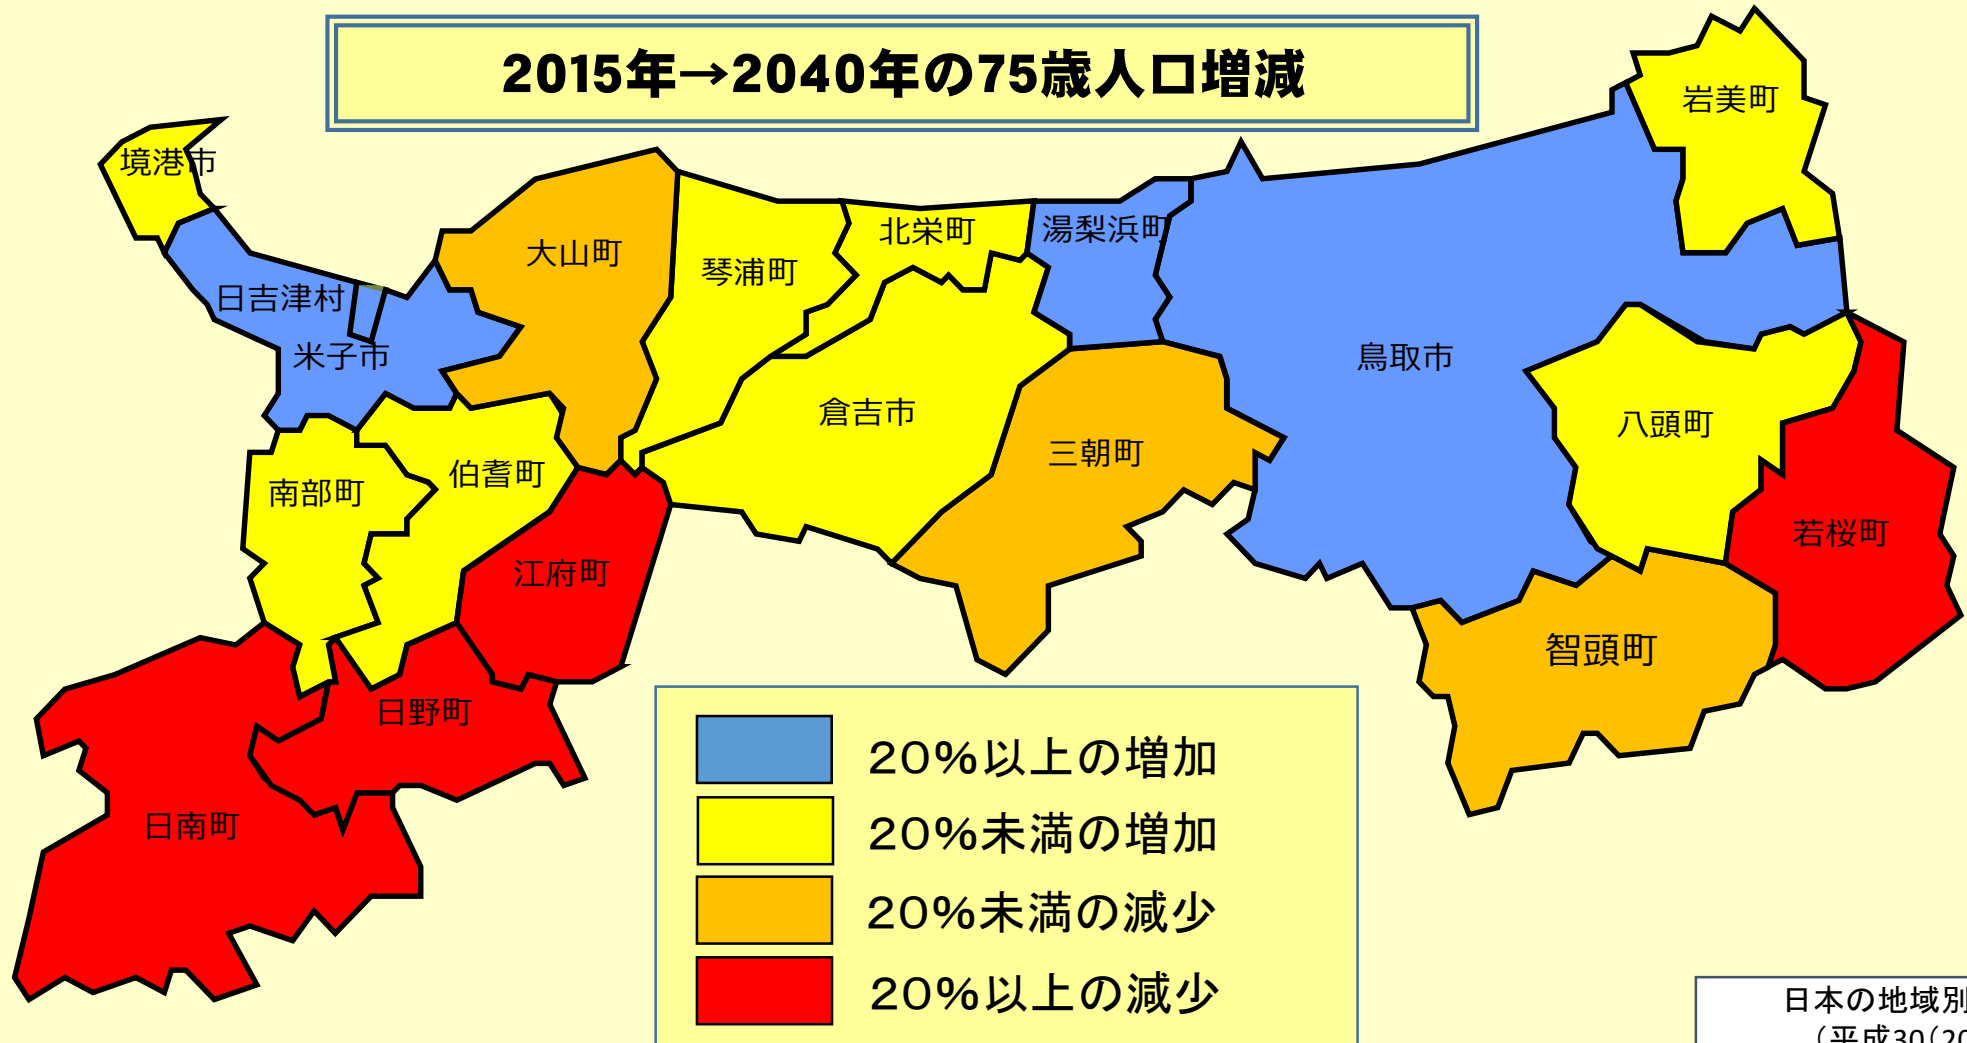 2015年→2040年の75歳人口増減
岩美町
境港市
大山町
琴浦町
北栄町
湯梨浜町
日吉津村
米子市
鳥取市
倉吉市
八頭町
三朝町
伯耆町
南部町
江府町
若桜町
智頭町
日野町
日南町
20%以上の増加
20%未満の増加
20%未満の減少
20%以上の減少
日本の地域別
（平成30(20